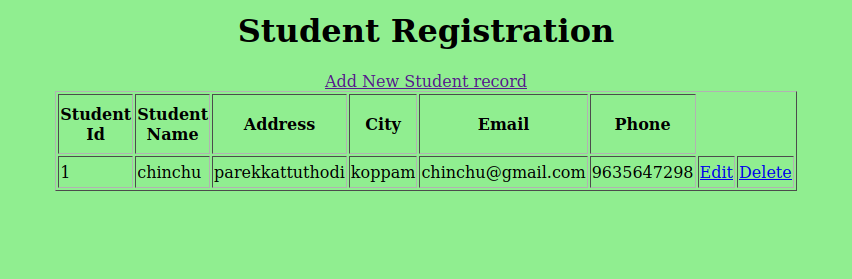 Student Registration
Add New Student record
Student Id Student Name Address City Email Phone
1 chinchu parekkattuthodi koppam chinchu@gmail.com 9635647298 Edit Delete